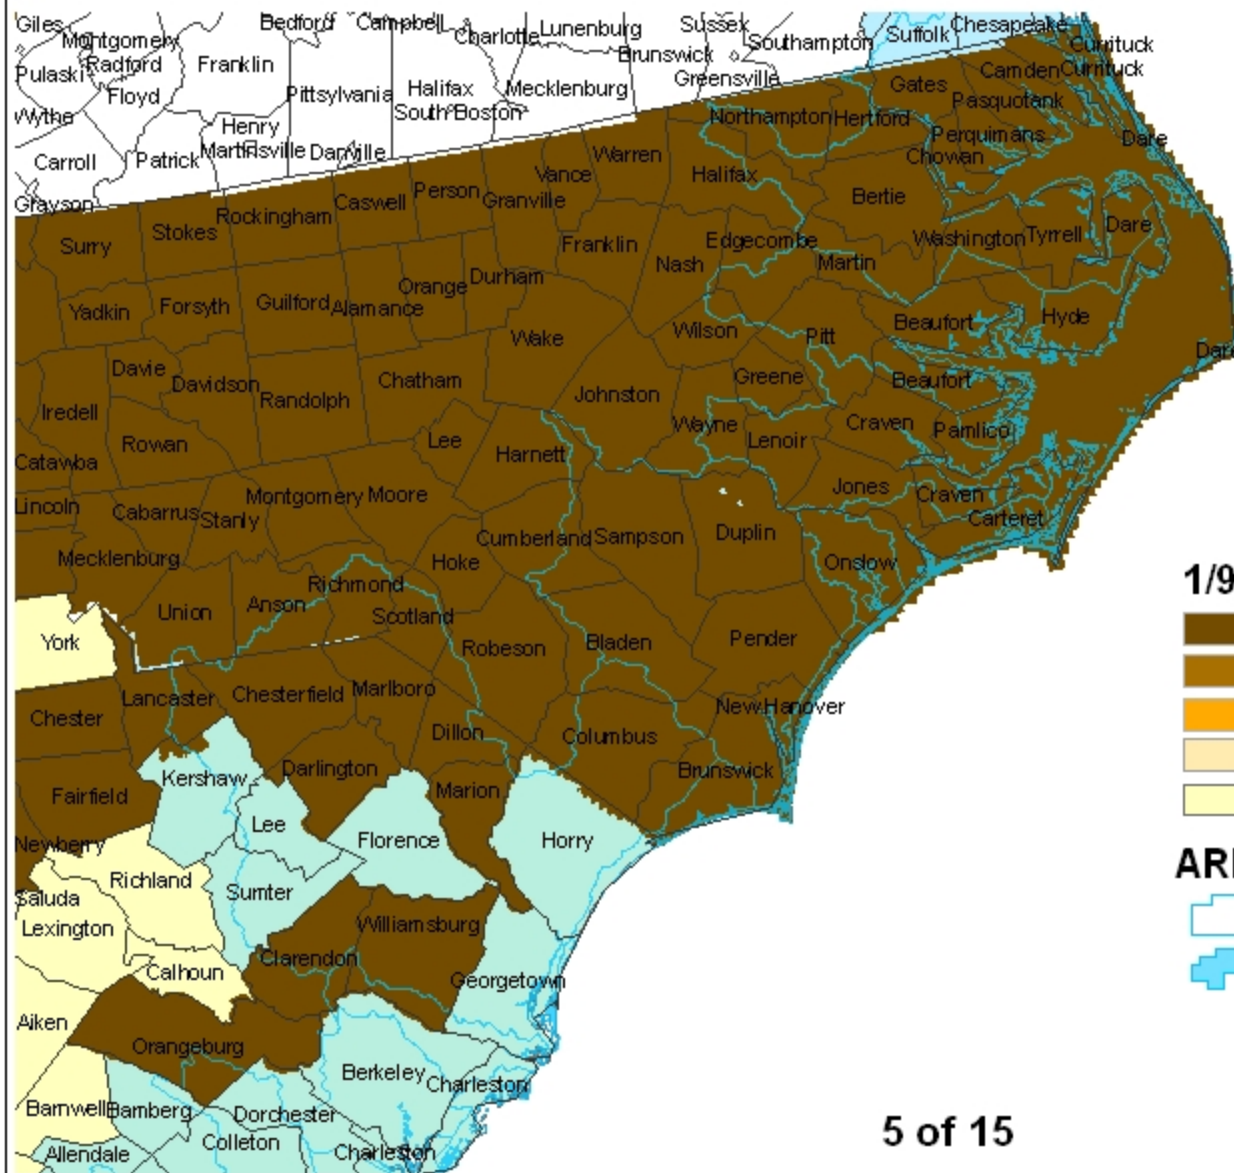 Giles
Bedford
Campbell
Charlotte
Lunenburg
Sussex
Southampton
Suffolk
Chesapeake
Currituck
Montgomery
Radford
Franklin
Brunswick
Pulaski
Floyd
Pittsylvania
Halifax
South Boston
Mecklenburg
Greensville
Wythe
Henry
Martinsville
Danville
Carroll
Patrick
Grayson
Gates
Camden
Currituck
Pasquotank
Northampton
Hertford
Perquimans
Dare
Chowan
Warren
Vance
Halifax
Bertie
Person
Granville
Caswell
Rockingham
Stokes
Surry
Franklin
Edgecombe
Washington
Tyrrell
Dare
Nash
Martin
Durham
Orange
Alamance
Guilford
Forsyth
Yadkin
Wake
Wilson
Pitt
Beaufort
Hyde
Dare
Davie
Davidson
Randolph
Chatham
Johnston
Greene
Beaufort
Iredell
Rowan
Lee
Harnett
Wayne
Lenoir
Craven
Pamlico
Catawba
Lincoln
Cabarrus
Stanly
Montgomery
Moore
Jones
Craven
Carteret
Mecklenburg
Hoke
Cumberland
Sampson
Duplin
Onslow
Union
Anson
Richmond
Scotland
Robeson
Bladen
Pender
York
Lancaster
Chesterfield
Marlboro
New Hanover
Chester
Dillon
Columbus
Brunswick
Kershaw
Darlington
Marion
Fairfield
Lee
Florence
Horry
Newberry
Richland
Sumter
Saluda
Lexington
Williamsburg
Clarendon
Calhoun
Georgetown
Aiken
Orangeburg
Berkeley
Charleston
Barnwell
Bamberg
Dorchester
Colleton
Charleston
Allendale
1/9
ARE
5 of 15